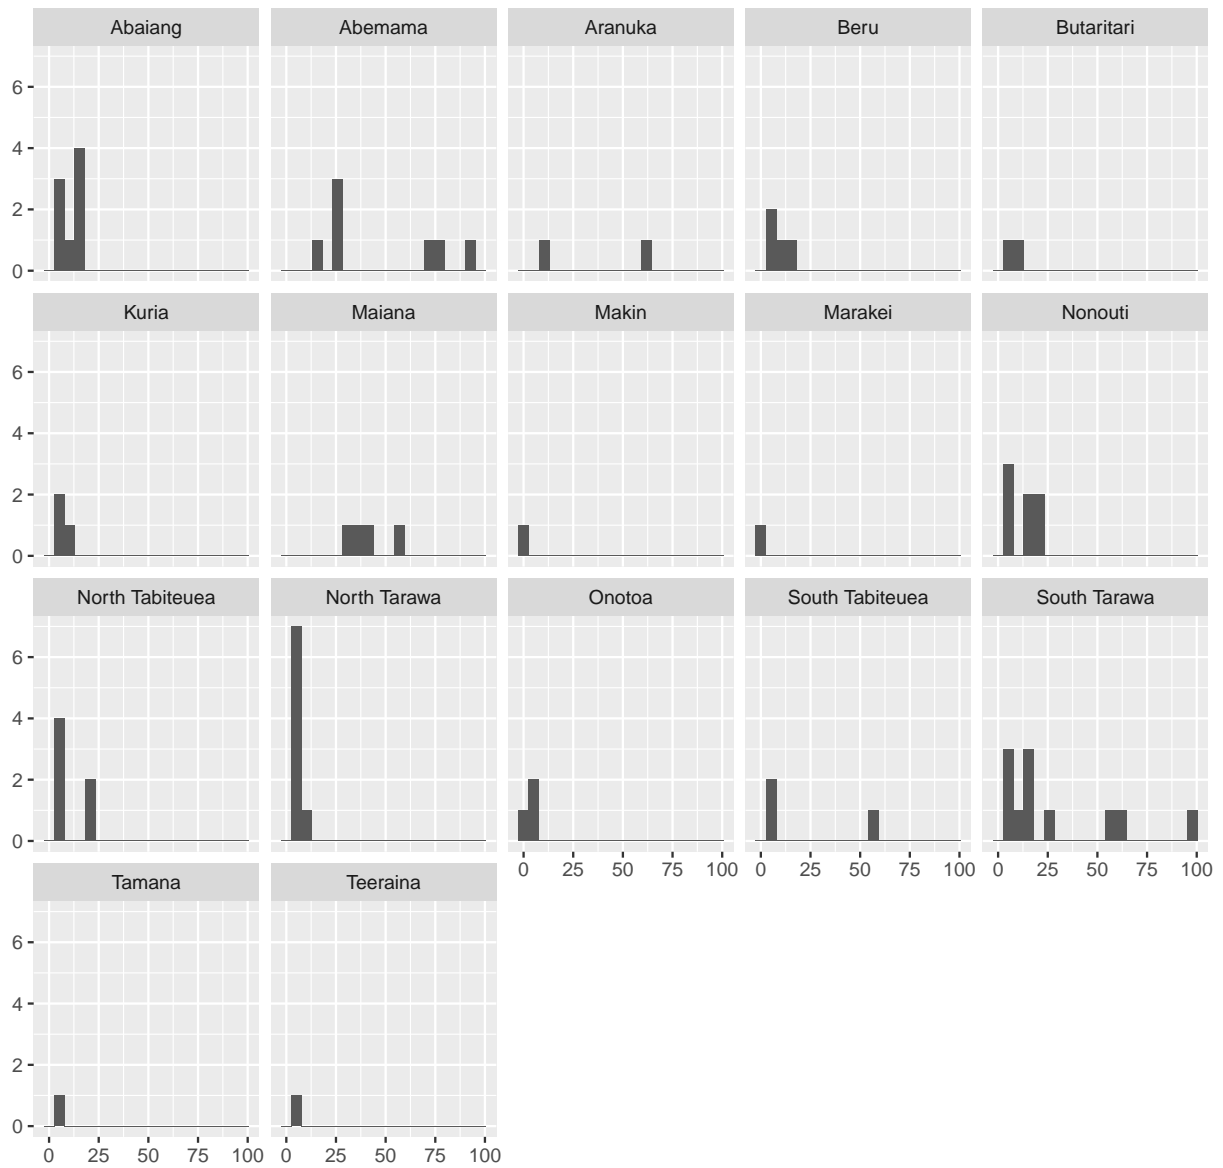 Abaiang Abemama Aranuka Beru Butaritari
6
4
2
0
Kuria Maiana Makin Marakei Nonouti
6
4
2
0
North Tabiteuea North Tarawa Onotoa South Tabiteuea South Tarawa
6
4
2
0
0 25 50 75 100 0 25 50 75 100 0 25 50 75 100
Tamana Teeraina
6
4
2
0
0 25 50 75 100 0 25 50 75 100